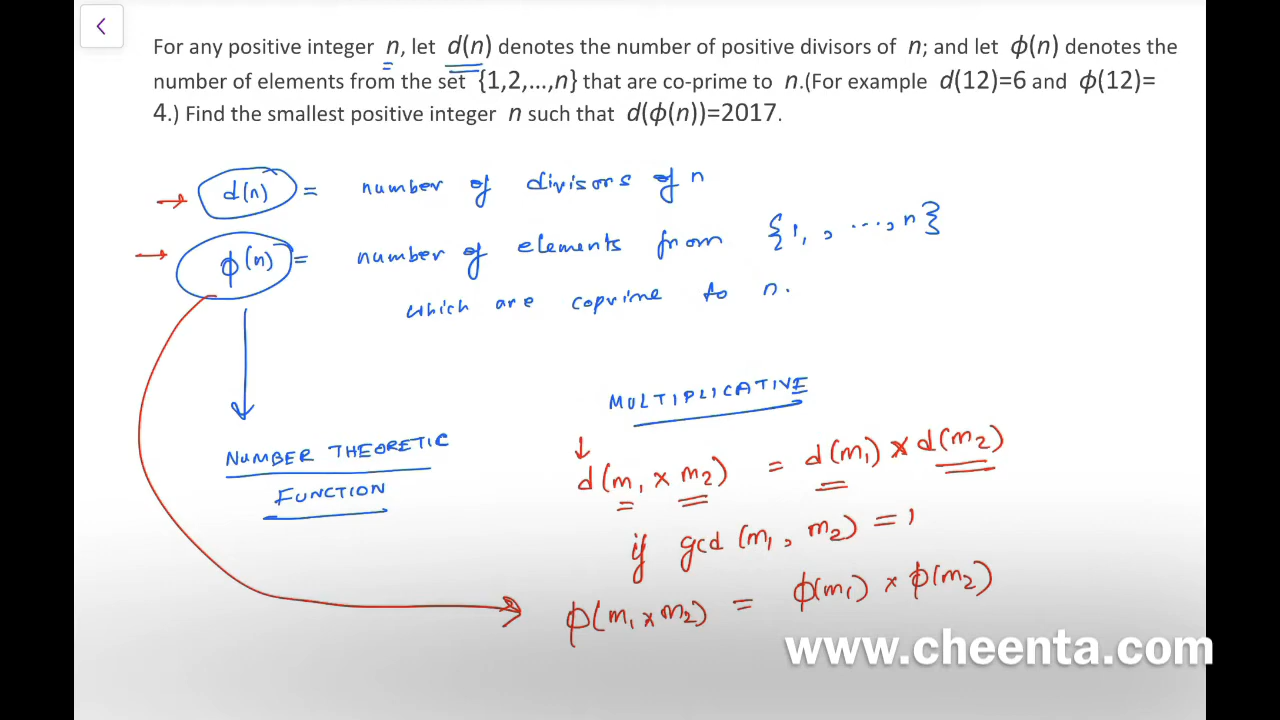 For any positive integer n, let d(n) denotes the number of positive divisors of n; and let ϕ(n) denotes the
number of elements from the set {1,2,...,n} that are co-prime to n.(For example d(12)=6 and ϕ(12)=
4.) Find the smallest positive integer n such that d(ϕ(n))=2017.
d(n) = number of divisors of n
ϕ(n) = number of elements from {1, , ..., n}
which are coprime to n.
MULTIPLICATIVE
NUMBER THEORETIC
FUNCTION
d(m₁ × m₂) = d(m₁) × d(m₂)
if gcd (m₁, m₂) = 1
ϕ(m₁ × m₂) = ϕ(m₁) × ϕ(m₂)
www.cheenta.com